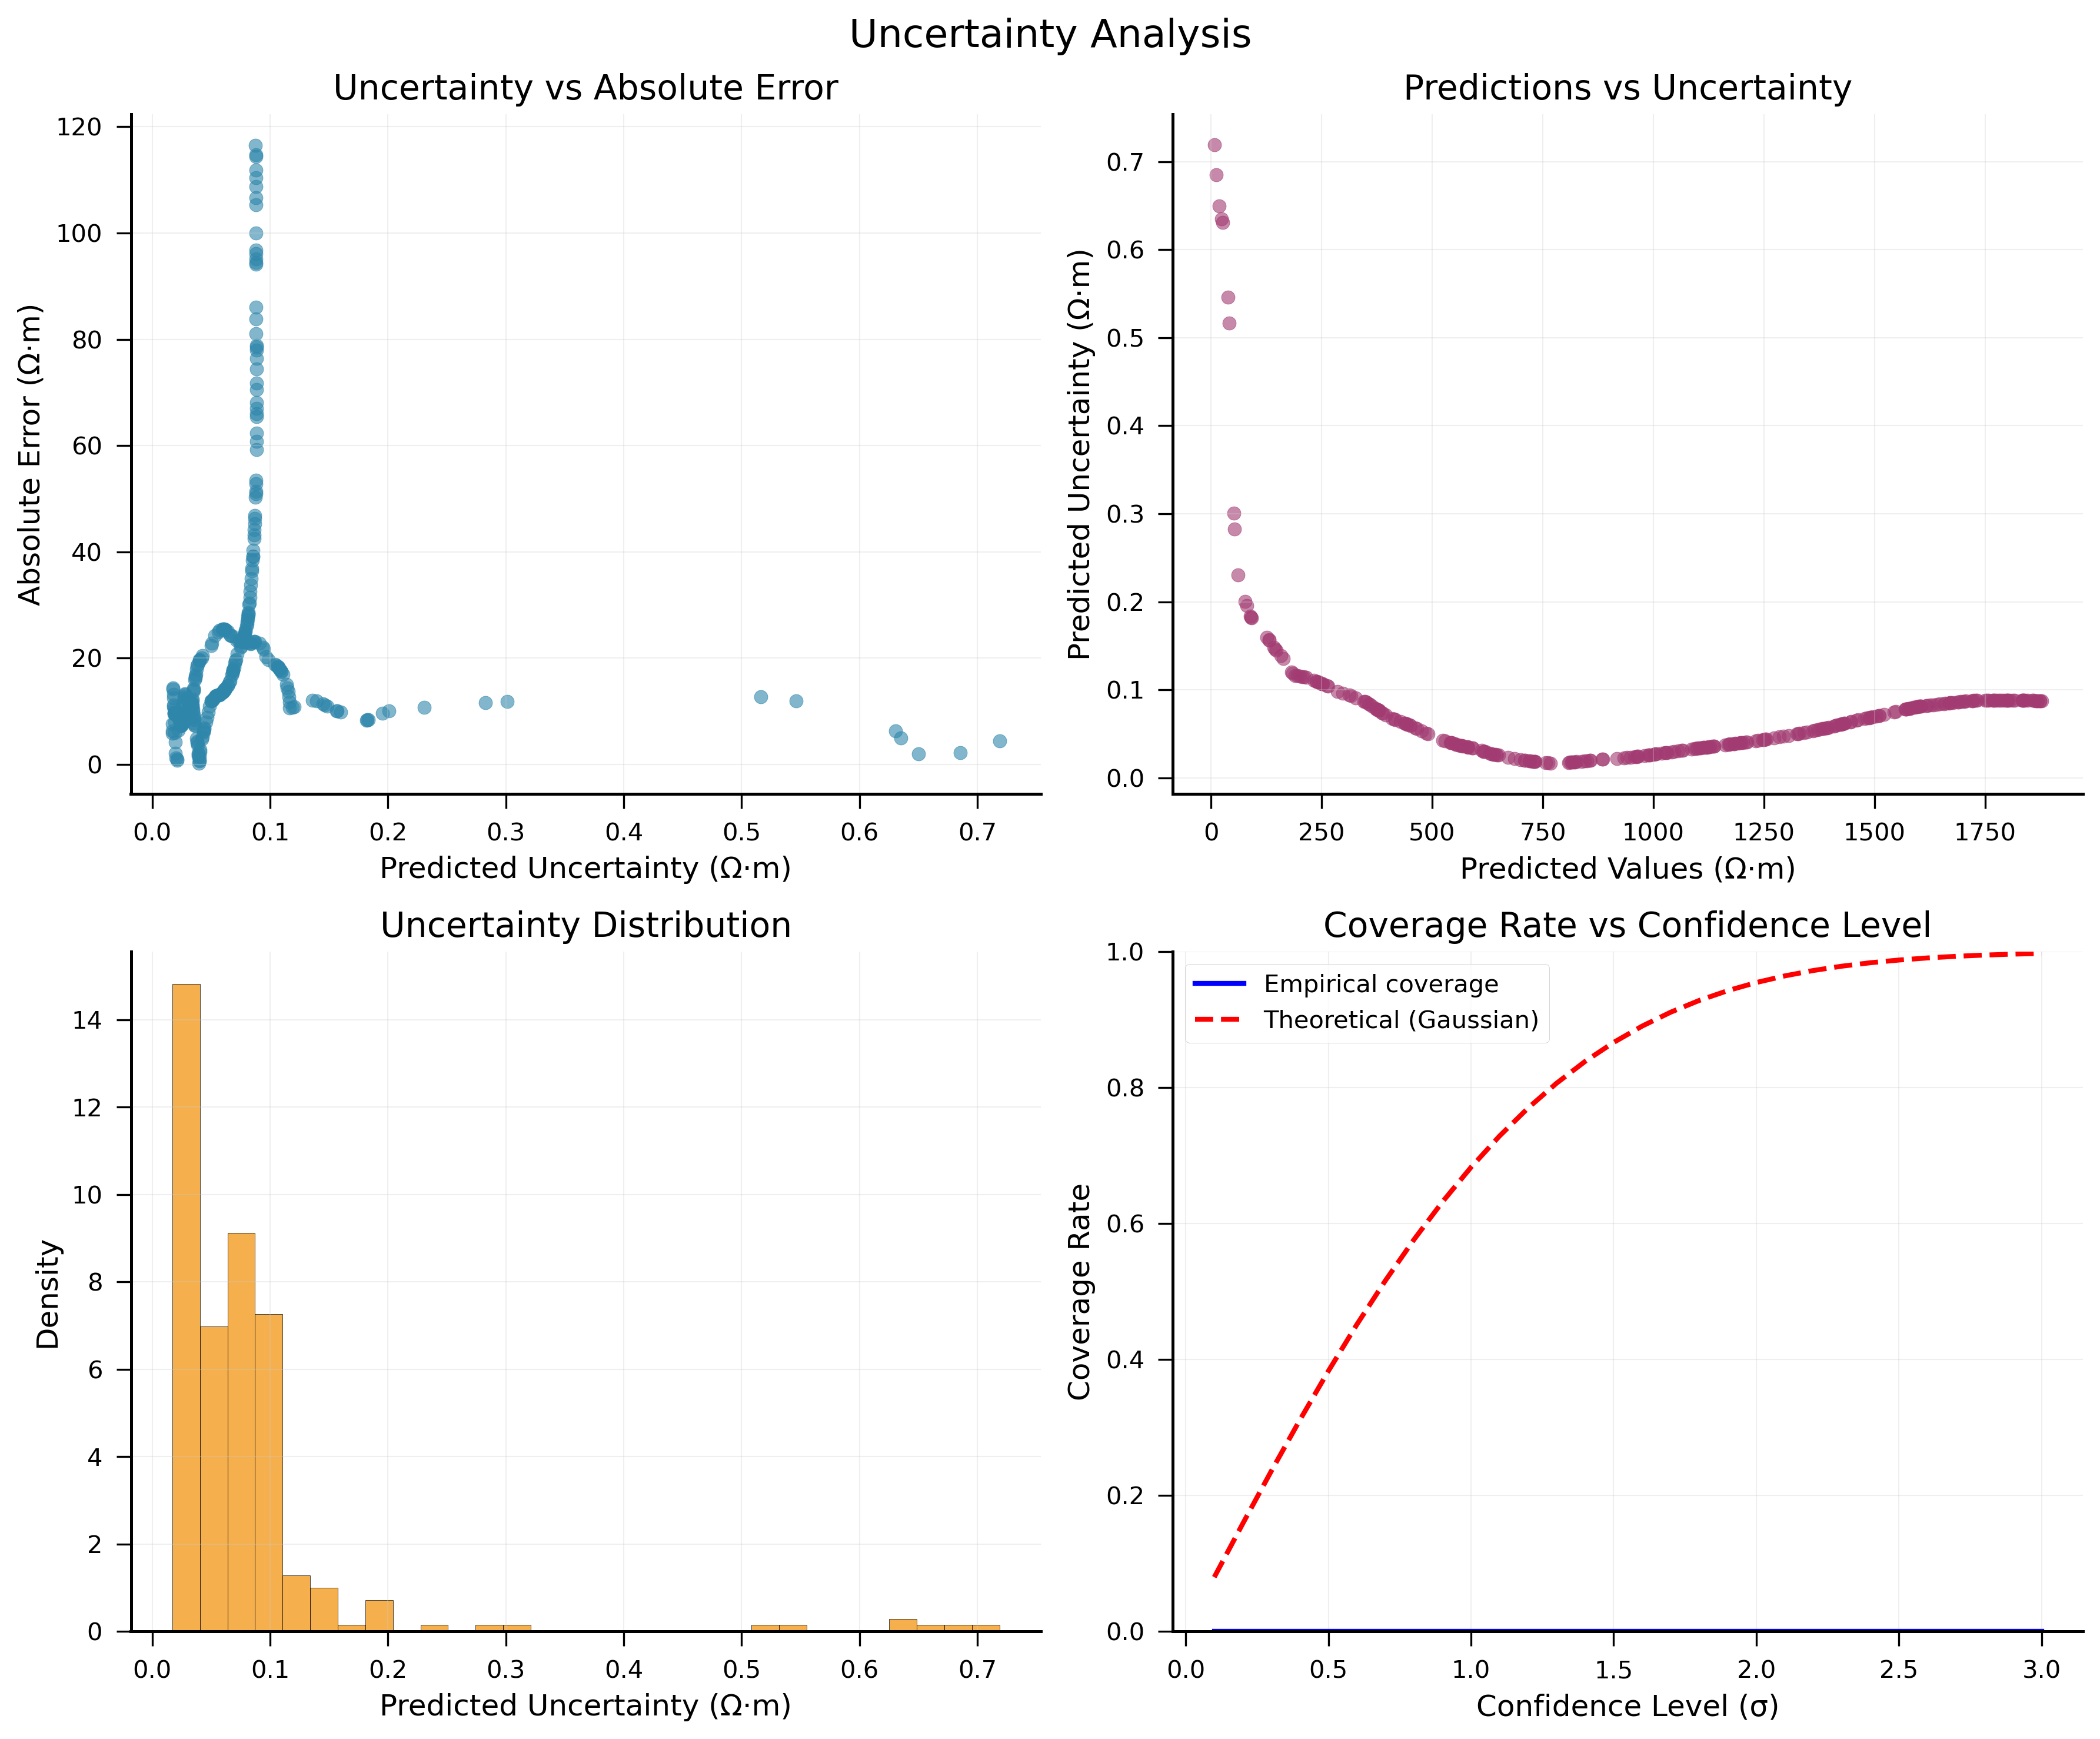 Uncertainty Analysis
Uncertainty vs Absolute Error
120
100
80
60
40
20
0
Absolute Error (Ω·m)
0.0 0.1 0.2 0.3 0.4 0.5 0.6 0.7
Predicted Uncertainty (Ω·m)
Predictions vs Uncertainty
0.7
0.6
0.5
0.4
0.3
0.2
0.1
0.0
Predicted Uncertainty (Ω·m)
0 250 500 750 1000 1250 1500 1750
Predicted Values (Ω·m)
Uncertainty Distribution
14
12
10
8
6
4
2
0
Density
0.0 0.1 0.2 0.3 0.4 0.5 0.6 0.7
Predicted Uncertainty (Ω·m)
Coverage Rate vs Confidence Level
1.0
0.8
0.6
0.4
0.2
0.0
Coverage Rate
Empirical coverage
Theoretical (Gaussian)
0.0 0.5 1.0 1.5 2.0 2.5 3.0
Confidence Level (σ)